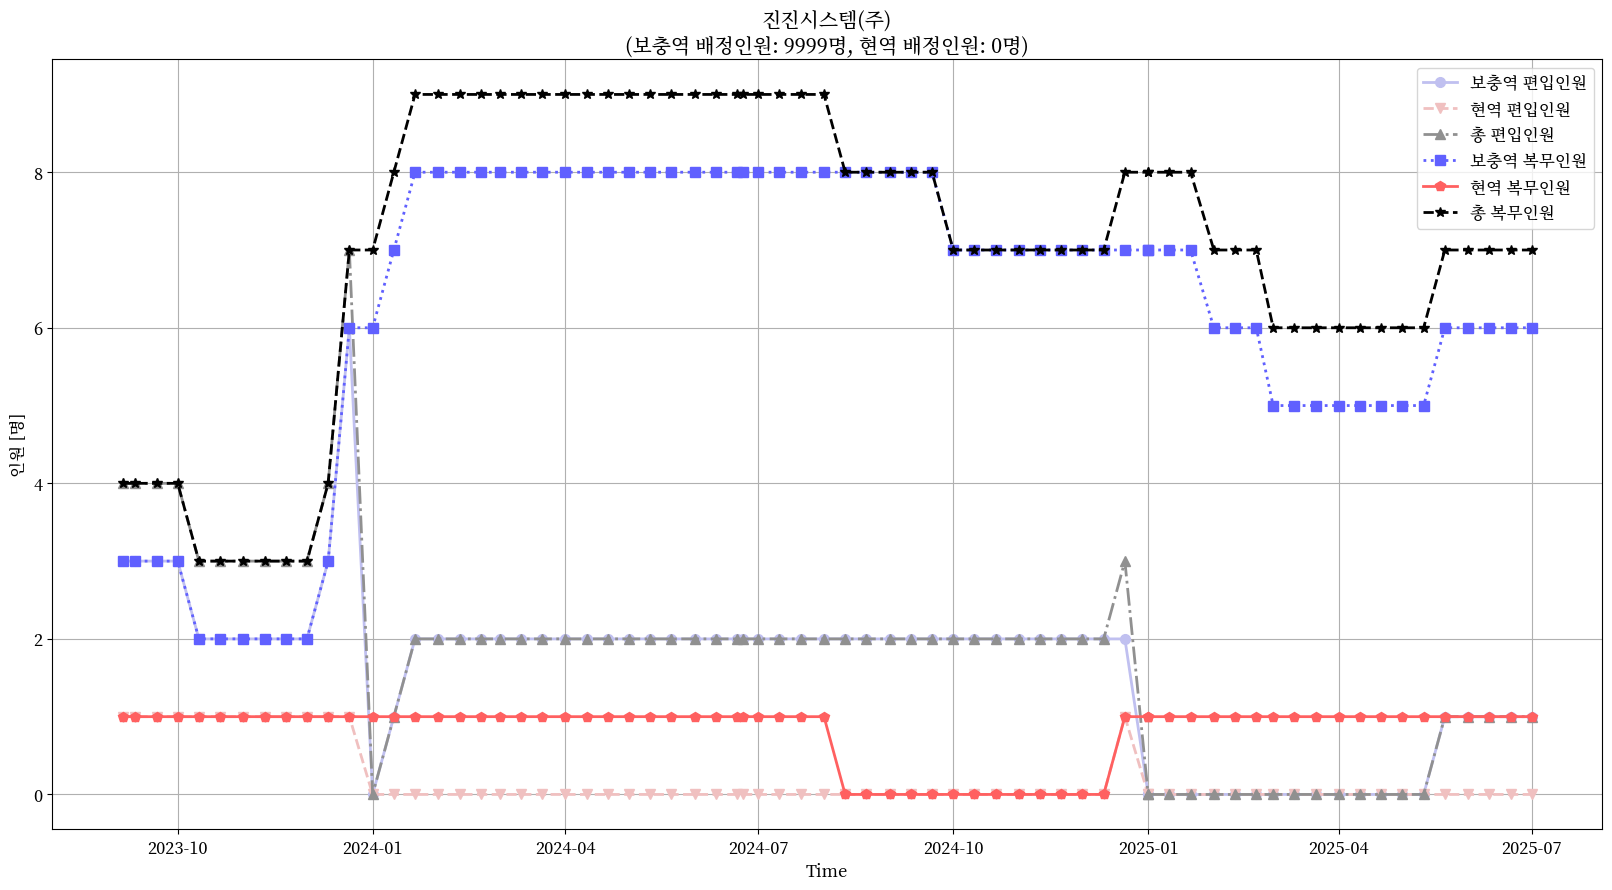 진진시스템(주)
(보충역 배정인원: 9999명, 현역 배정인원: 0명)
보충역 편입인원
현역 편입인원
총 편입인원
보충역 복무인원
현역 복무인원
총 복무인원
인원 [명]
8
6
4
2
0
2023-10
2024-01
2024-04
2024-07
2024-10
2025-01
2025-04
2025-07
Time